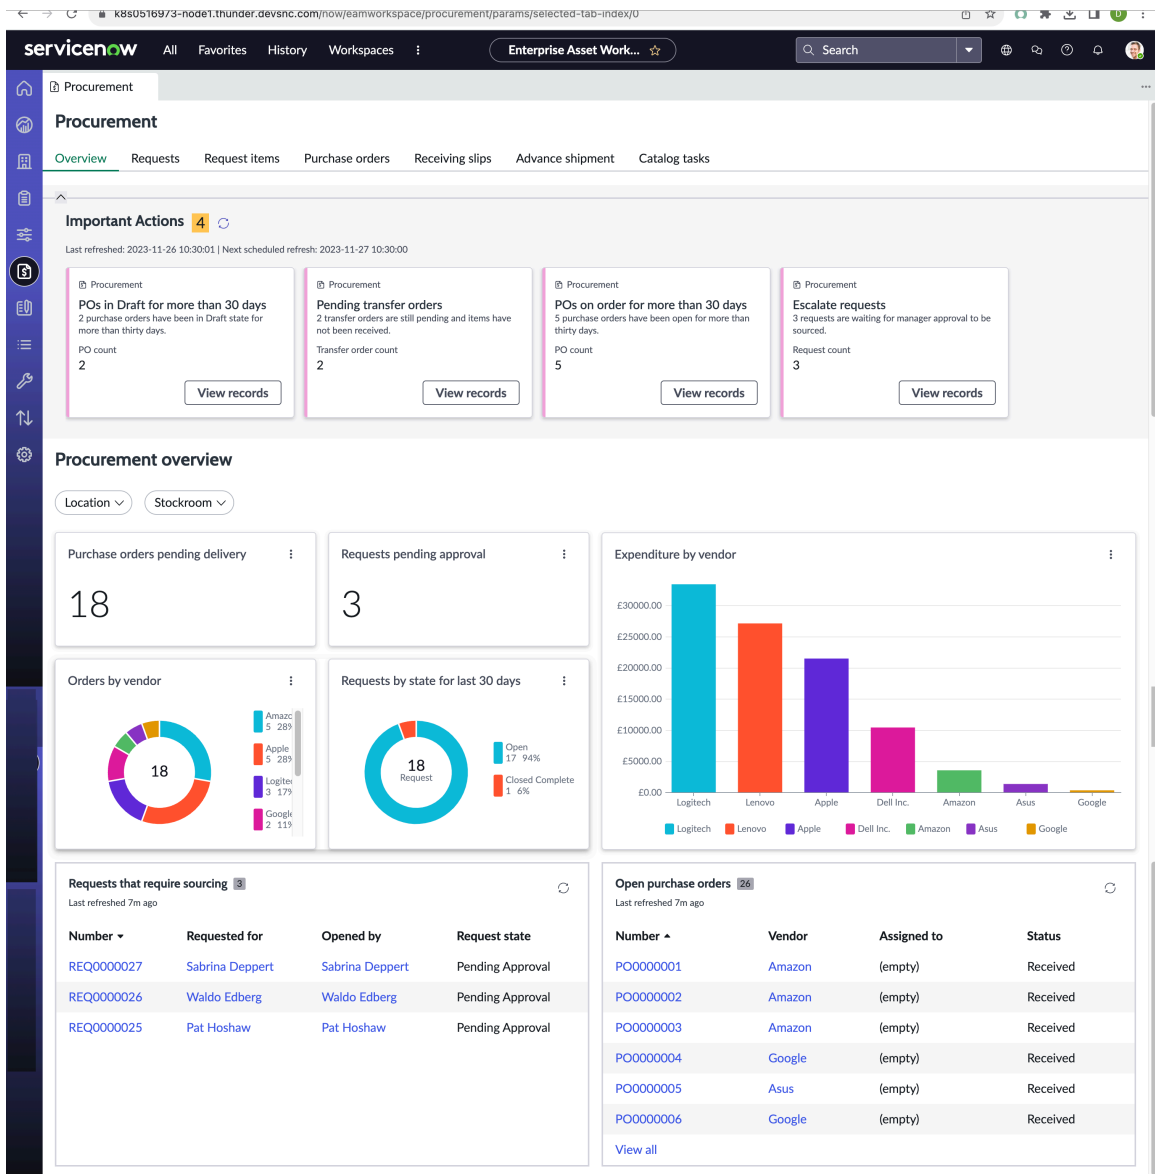 k8s0516973-node1.thunder.devsnc.com/now/eamworkspace/procurement/params/selected-tab-index/0
D
servicenow All Favorites History Workspaces Enterprise Asset Work... Search
Procurement
Procurement
Overview Requests Request items Purchase orders Receiving slips Advance shipment Catalog tasks
Important Actions 4
Last refreshed: 2023-11-26 10:30:01 | Next scheduled refresh: 2023-11-27 10:30:00
Procurement
POs in Draft for more than 30 days
2 purchase orders have been in Draft state for
more than thirty days.
PO count
2
View records
Procurement
Pending transfer orders
2 transfer orders are still pending and items have
not been received.
Transfer order count
2
View records
Procurement
POs on order for more than 30 days
5 purchase orders have been open for more than
thirty days.
PO count
5
View records
Procurement
Escalate requests
3 requests are waiting for manager approval to be
sourced.
Request count
3
View records
Procurement overview
Location Stockroom
Purchase orders pending delivery
18
Requests pending approval
3
Expenditure by vendor
£30000.00
£25000.00
£20000.00
£15000.00
£10000.00
£5000.00
£0.00
Logitech Lenovo Apple Dell Inc. Amazon Asus Google
Logitech Lenovo Apple Dell Inc. Amazon Asus Google
Orders by vendor
18
Amazo
5 28%
Apple
5 28%
Logitec
3 17%
Google
2 11%
Requests by state for last 30 days
18
Request
Open
17 94%
Closed Complete
1 6%
Requests that require sourcing 3
Last refreshed 7m ago
Number Requested for Opened by Request state
REQ0000027 Sabrina Deppert Sabrina Deppert Pending Approval
REQ0000026 Waldo Edberg Waldo Edberg Pending Approval
REQ0000025 Pat Hoshaw Pat Hoshaw Pending Approval
Open purchase orders 26
Last refreshed 7m ago
Number Vendor Assigned to Status
PO0000001 Amazon (empty) Received
PO0000002 Amazon (empty) Received
PO0000003 Amazon (empty) Received
PO0000004 Google (empty) Received
PO0000005 Asus (empty) Received
PO0000006 Google (empty) Received
View all